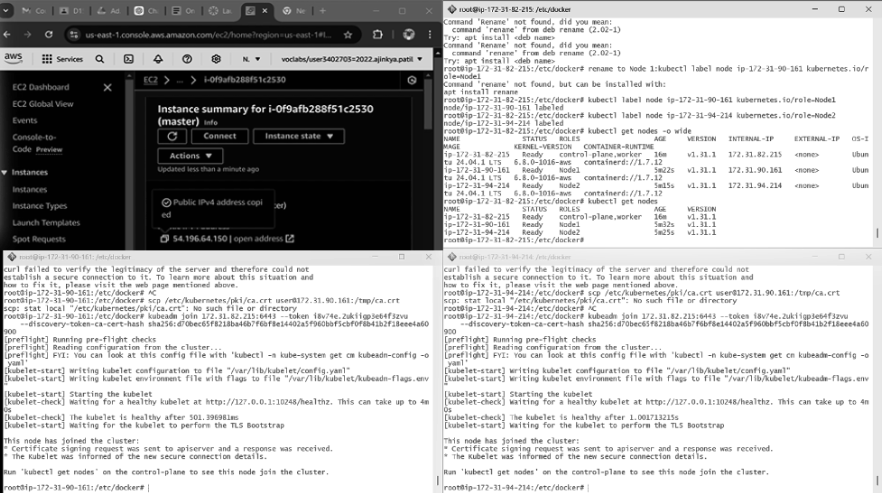 us-east-1.console.aws.amazon.com/ec2/home?region=us-east-1#I
aws
Services
N.
voclabs/user3402703=2022.ajinkya.patil
EC2 Dashboard
EC2 Global View
Events
Console-to-
Code Preview
Instances
Instances
Instance Types
Launch Templates
Spot Requests
EC2
...
i-0f9afb288f51c2530
Instance summary for i-0f9afb288f51c2530
(master) Info
Connect
Instance state
Actions
Updated less than a minute ago
Public IPv4 address copi
ed
54.196.64.150 | open address
root@ip-172-31-82-215: /etc/docker
Command 'Rename' not found, did you mean:
command 'rename' from deb rename (2.02-1)
Try: apt install <deb name>
Command 'Rename' not found, did you mean:
command 'rename' from deb rename (2.02-1)
Try: apt install <deb name>
root@ip-172-31-82-215:/etc/docker# rename to Node 1:kubectl label node ip-172-31-90-161 kubernetes.io/r
role=Node1
Command 'rename' not found, but can be installed with:
apt install rename
root@ip-172-31-82-215:/etc/docker# kubectl label node ip-172-31-90-161 kubernetes.io/role=Node1
node/ip-172-31-90-161 labeled
root@ip-172-31-82-215:/etc/docker# kubectl label node ip-172-31-94-214 kubernetes.io/role=Node2
node/ip-172-31-94-214 labeled
root@ip-172-31-82-215:/etc/docker# kubectl get nodes -o wide
NAME STATUS ROLES AGE VERSION INTERNAL-IP EXTERNAL-IP OS-I
MAGE KERNEL-VERSION CONTAINER-RUNTIME
ip-172-31-82-215 Ready control-plane,worker 16m v1.31.1 172.31.82.215 <none> Ubun
tu 24.04.1 LTS 6.8.0-1016-aws containerd://1.7.12
ip-172-31-90-161 Ready Node1 5m22s v1.31.1 172.31.90.161 <none> Ubun
tu 24.04.1 LTS 6.8.0-1016-aws containerd://1.7.12
ip-172-31-94-214 Ready Node2 5m15s v1.31.1 172.31.94.214 <none> Ubun
tu 24.04.1 LTS 6.8.0-1016-aws containerd://1.7.12
root@ip-172-31-82-215:/etc/docker# kubectl get nodes
NAME STATUS ROLES AGE VERSION
ip-172-31-82-215 Ready control-plane,worker 16m v1.31.1
ip-172-31-90-161 Ready Node1 5m32s v1.31.1
ip-172-31-94-214 Ready Node2 5m25s v1.31.1
root@ip-172-31-82-215:/etc/docker#
root@ip-172-31-90-161: /etc/docker
curl failed to verify the legitimacy of the server and therefore could not
establish a secure connection to it. To learn more about this situation and
how to fix it, please visit the web page mentioned above.
root@ip-172-31-90-161:/etc/docker# ^C
root@ip-172-31-90-161:/etc/docker# scp /etc/kubernetes/pki/ca.crt user@172.31.90.161:/tmp/ca.crt
scp: stat local "/etc/kubernetes/pki/ca.crt": No such file or directory
root@ip-172-31-90-161:/etc/docker# kubeadm join 172.31.82.215:6443 --token i8v74e.2ukiigp3e64f3zvu
--discovery-token-ca-cert-hash sha256:d70bec65f8218ba46b7f6bf8e14402a5f960bbf5cbf0f8b41b2f18eee4a60
900
[preflight] Running pre-flight checks
[preflight] Reading configuration from the cluster...
[preflight] FYI: You can look at this config file with 'kubectl -n kube-system get cm kubeadm-config -o
yaml'
[kubelet-start] Writing kubelet configuration to file "/var/lib/kubelet/config.yaml"
[kubelet-start] Writing kubelet environment file with flags to file "/var/lib/kubelet/kubeadm-flags.env
"
[kubelet-start] Starting the kubelet
[kubelet-check] Waiting for a healthy kubelet at http://127.0.0.1:10248/healthz. This can take up to 4m
0s
[kubelet-check] The kubelet is healthy after 501.396981ms
[kubelet-start] Waiting for the kubelet to perform the TLS Bootstrap
This node has joined the cluster:
* Certificate signing request was sent to apiserver and a response was received.
* The Kubelet was informed of the new secure connection details.
Run 'kubectl get nodes' on the control-plane to see this node join the cluster.
root@ip-172-31-90-161:/etc/docker#
root@ip-172-31-94-214: /etc/docker
curl failed to verify the legitimacy of the server and therefore could not
establish a secure connection to it. To learn more about this situation and
how to fix it, please visit the web page mentioned above.
root@ip-172-31-94-214:/etc/docker# scp /etc/kubernetes/pki/ca.crt user@172.31.90.161:/tmp/ca.crt
scp: stat local "/etc/kubernetes/pki/ca.crt": No such file or directory
root@ip-172-31-94-214:/etc/docker# ^C
root@ip-172-31-94-214:/etc/docker# kubeadm join 172.31.82.215:6443 --token i8v74e.2ukiigp3e64f3zvu
--discovery-token-ca-cert-hash sha256:d70bec65f8218ba46b7f6bf8e14402a5f960bbf5cbf0f8b41b2f18eee4a60
900
[preflight] Running pre-flight checks
[preflight] Reading configuration from the cluster...
[preflight] FYI: You can look at this config file with 'kubectl -n kube-system get cm kubeadm-config -o
yaml'
[kubelet-start] Writing kubelet configuration to file "/var/lib/kubelet/config.yaml"
[kubelet-start] Writing kubelet environment file with flags to file "/var/lib/kubelet/kubeadm-flags.env
"
[kubelet-start] Starting the kubelet
[kubelet-check] Waiting for a healthy kubelet at http://127.0.0.1:10248/healthz. This can take up to 4m
0s
[kubelet-check] The kubelet is healthy after 1.001713215s
[kubelet-start] Waiting for the kubelet to perform the TLS Bootstrap
This node has joined the cluster:
* Certificate signing request was sent to apiserver and a response was received.
* The Kubelet was informed of the new secure connection details.
Run 'kubectl get nodes' on the control-plane to see this node join the cluster.
root@ip-172-31-94-214:/etc/docker#